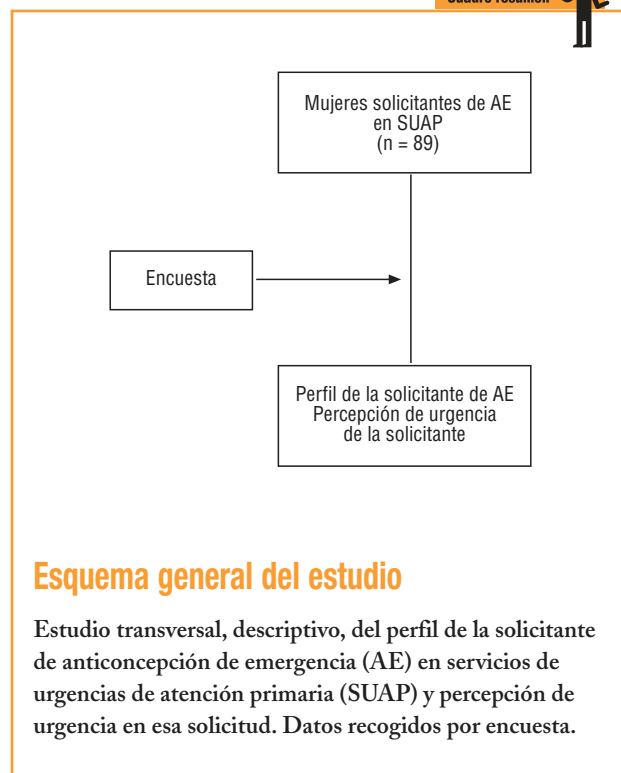 Mujeres solicitantes de AE
en SUAP
(n = 89)
Encuesta
Perfil de la solicitante de AE
Percepción de urgencia
de la solicitante
Esquema general del estudio
Estudio transversal, descriptivo, del perfil de la solicitante
de anticoncepción de emergencia (AE) en servicios de
urgencias de atención primaria (SUAP) y percepción de
urgencia en esa solicitud. Datos recogidos por encuesta.